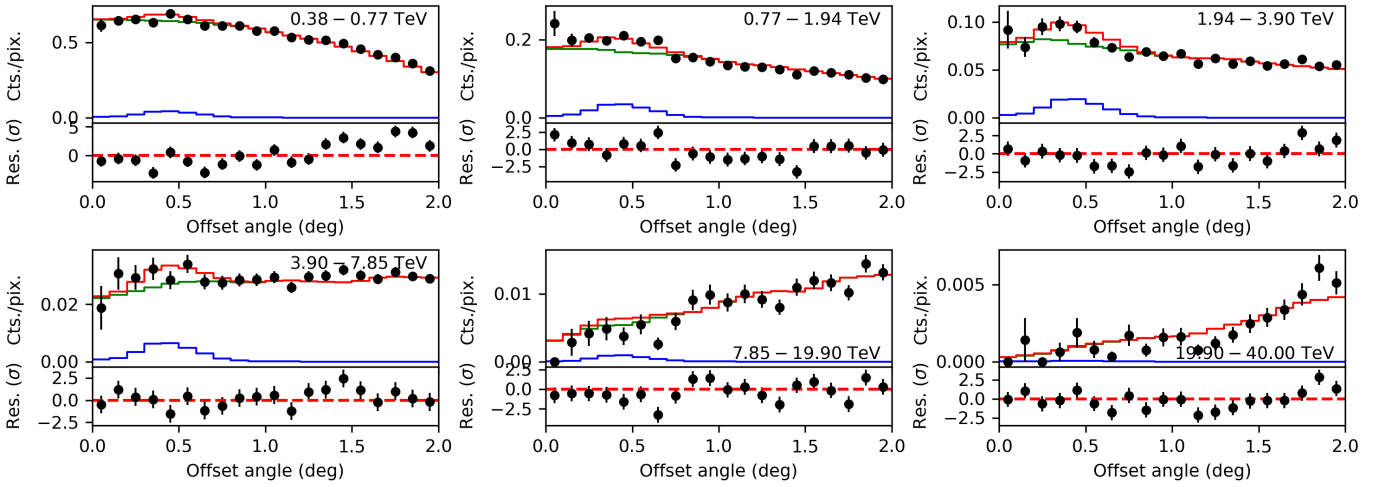 0.38 − 0.77 TeV
Cts./pix.
0.5
0.0
Res. (σ)
5
0
0.0 0.5 1.0 1.5 2.0
Offset angle (deg)
0.77 − 1.94 TeV
Cts./pix.
0.2
0.0
Res. (σ)
2.5
0.0
−2.5
0.0 0.5 1.0 1.5 2.0
Offset angle (deg)
1.94 − 3.90 TeV
Cts./pix.
0.10
0.05
0.00
Res. (σ)
2.5
0.0
−2.5
0.0 0.5 1.0 1.5 2.0
Offset angle (deg)
3.90 − 7.85 TeV
Cts./pix.
0.02
0.00
Res. (σ)
2.5
0.0
−2.5
0.0 0.5 1.0 1.5 2.0
Offset angle (deg)
7.85 − 19.90 TeV
Cts./pix.
0.01
0.00
Res. (σ)
2.5
0.0
−2.5
0.0 0.5 1.0 1.5 2.0
Offset angle (deg)
19.90 − 40.00 TeV
Cts./pix.
0.005
0.000
Res. (σ)
2.5
0.0
−2.5
0.0 0.5 1.0 1.5 2.0
Offset angle (deg)